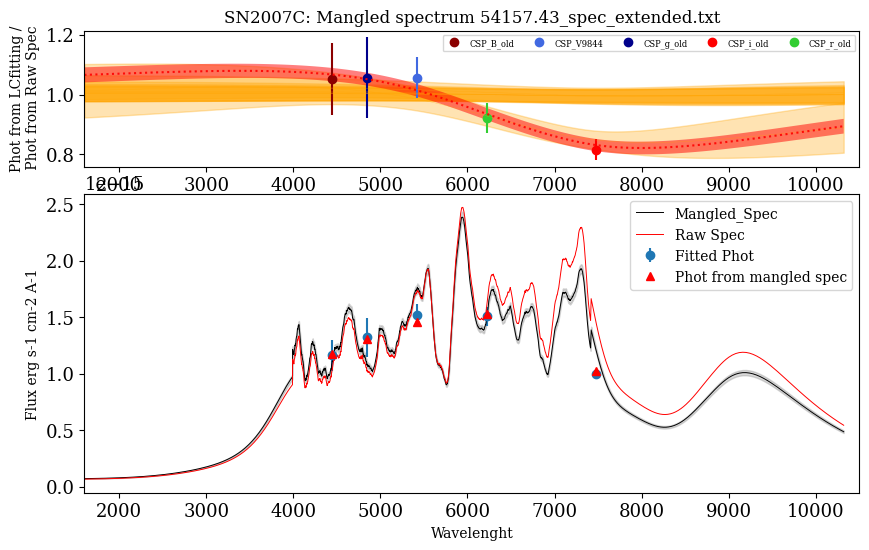 SN2007C: Mangled spectrum 54157.43_spec_extended.txt
Phot from LCfitting /
Phot from Raw Spec
1.2
1.0
0.8
CSP_B_old CSP_V9844 CSP_g_old CSP_i_old CSP_r_old
2000 3000 4000 5000 6000 7000 8000 9000 10000
1e−15
Flux erg s-1 cm-2 A-1
2.5
2.0
1.5
1.0
0.5
0.0
Mangled_Spec
Raw Spec
Fitted Phot
Phot from mangled spec
2000 3000 4000 5000 6000 7000 8000 9000 10000
Wavelenght